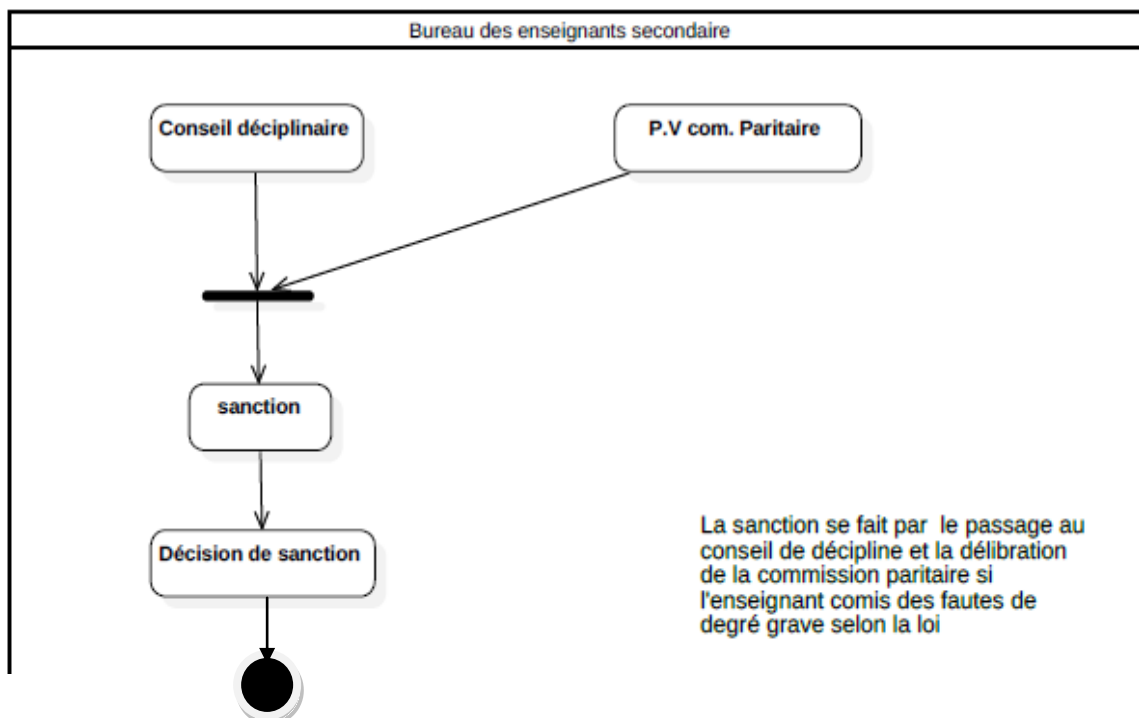 Bureau des enseignants secondaire
Conseil déciplinaire
P.V com. Paritaire
sanction
Décision de sanction
La sanction se fait par le passage au
conseil de décipline et la délibration
de la commission paritaire si
l'enseignant comis des fautes de
degré grave selon la loi